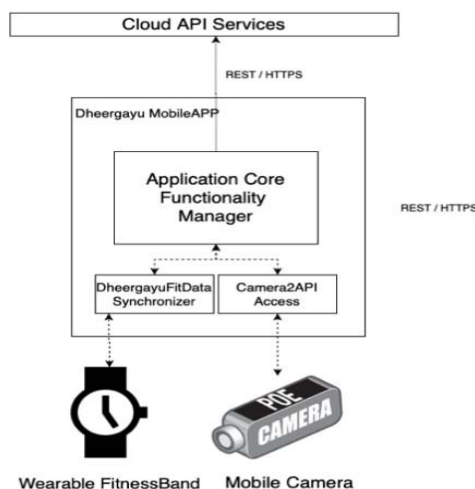 Cloud API Services
REST / HTTPS
Dheergayu MobileAPP
Application Core
Functionality
Manager
REST / HTTPS
DheergayuFitData
Synchronizer
Camera2API
Access
POE
CAMERA
Wearable FitnessBand
Mobile Camera